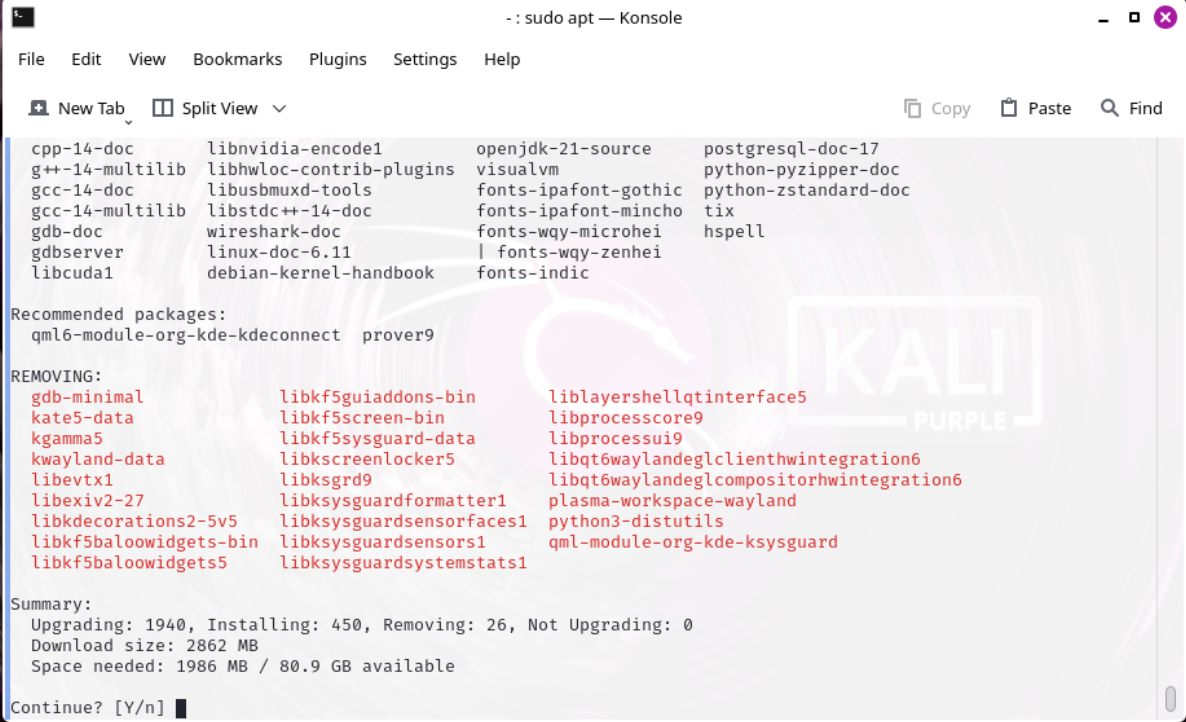 - : sudo apt — Konsole
File Edit View Bookmarks Plugins Settings Help
New Tab Split View Copy Paste Find
cpp-14-doc libnvidia-encode1 openjdk-21-source postgresql-doc-17
g++-14-multilib libhwloc-contrib-plugins visualvm python-pyzipper-doc
gcc-14-doc libusbmuxd-tools fonts-ipafont-gothic python-zstandard-doc
gcc-14-multilib libstdc++-14-doc fonts-ipafont-mincho tix
gdb-doc wireshark-doc fonts-wqy-microhei hspell
gdbserver linux-doc-6.11 | fonts-wqy-zenhei
libcuda1 debian-kernel-handbook fonts-indic
Recommended packages:
qml6-module-org-kde-kdeconnect prover9
REMOVING:
gdb-minimal libkf5guiaddons-bin liblayershellqtinterface5
kate5-data libkf5screen-bin libprocesscore9
kgamma5 libkf5sysguard-data libprocessui9
kwayland-data libkscreenlocker5 libqt6waylandeglclienthwintegration6
libevtx1 libksgrd9 libqt6waylandeglcompositorhwintegration6
libexiv2-27 libksysguardformatter1 plasma-workspace-wayland
libkdecorations2-5v5 libksysguardsensorfaces1 python3-distutils
libkf5baloowidgets-bin libksysguardsensors1 qml-module-org-kde-ksysguard
libkf5baloowidgets5 libksysguardsystemstats1
Summary:
Upgrading: 1940, Installing: 450, Removing: 26, Not Upgrading: 0
Download size: 2862 MB
Space needed: 1986 MB / 80.9 GB available
Continue? [Y/n]
KALI
PURPLE